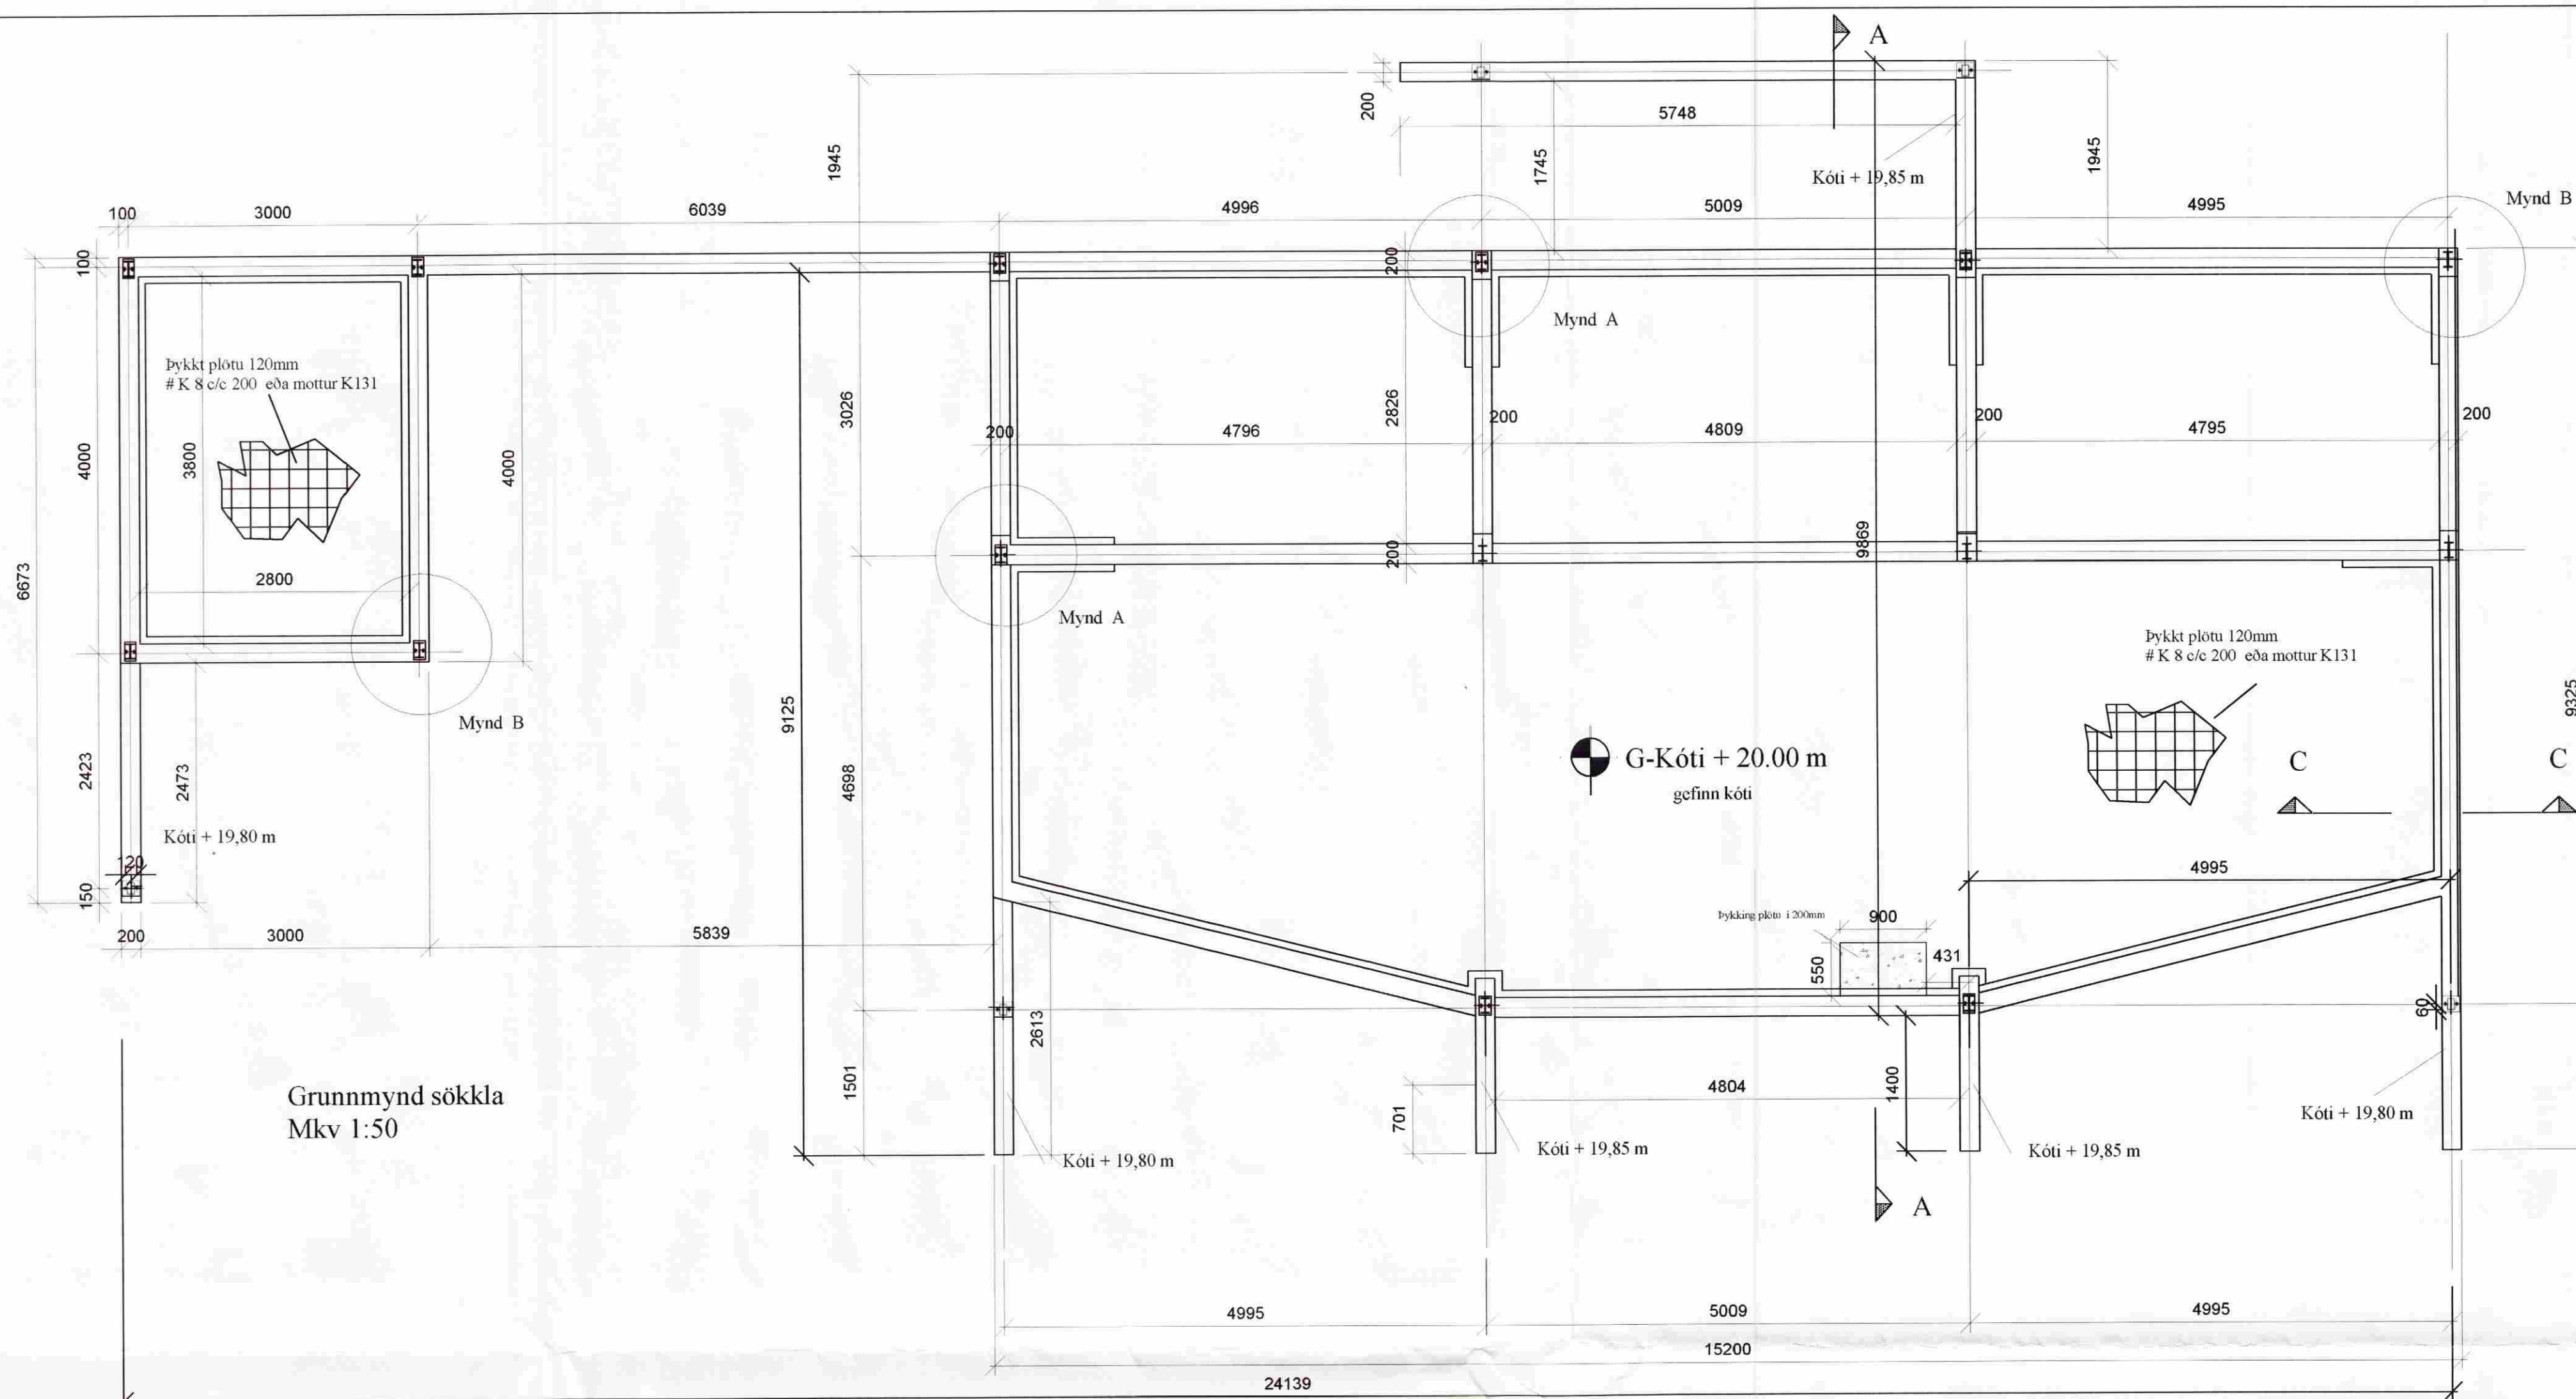 A
200
5748
1945
1745
1945
Kóti + 19,85 m
Mynd B
100
3000
6039
4996
5009
4995
100
200
Mynd A
Þykkt plötu 120mm
# K 8 c/c 200 eða mottur K131
3026
2826
200
200
200
200
4796
4809
4795
4000
3800
4000
9869
200
6673
2800
Mynd A
Þykkt plötu 120mm
# K 8 c/c 200 eða mottur K131
9325
9125
Mynd B
G-Kóti + 20.00 m
gefinn kóti
C
C
2423
2473
4698
Kóti + 19,80 m
120
150
4995
Þykking plötu í 200mm
900
431
550
200
3000
5839
60
2613
1501
1400
4804
701
Grunnmynd sökkla
Mkv 1:50
Kóti + 19,80 m
Kóti + 19,80 m
Kóti + 19,85 m
Kóti + 19,85 m
A
4995
5009
4995
15200
24139